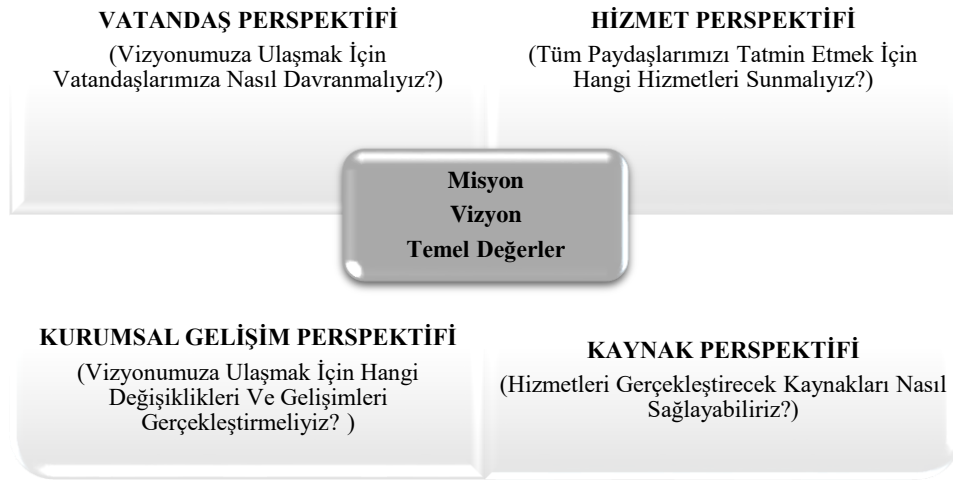 VATANDAŞ PERSPEKTİFİ
(Vizyonumuza Ulaşmak İçin
Vatandaşlarımıza Nasıl Davranmalıyız?)
HİZMET PERSPEKTİFİ
(Tüm Paydaşlarımızı Tatmin Etmek İçin
Hangi Hizmetleri Sunmalıyız?)
Misyon
Vizyon
Temel Değerler
KURUMSAL GELİŞİM PERSPEKTİFİ
(Vizyonumuza Ulaşmak İçin Hangi
Değişiklikleri Ve Gelişimleri
Gerçekleştirmeliyiz? )
KAYNAK PERSPEKTİFİ
(Hizmetleri Gerçekleştirecek Kaynakları Nasıl
Sağlayabiliriz?)